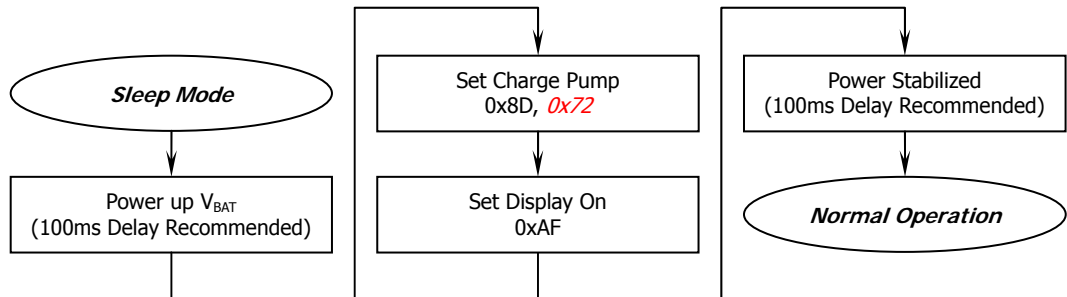 Sleep Mode
Power up VBAT
(100ms Delay Recommended)
Set Charge Pump
0x8D, 0x72
Set Display On
0xAF
Power Stabilized
(100ms Delay Recommended)
Normal Operation